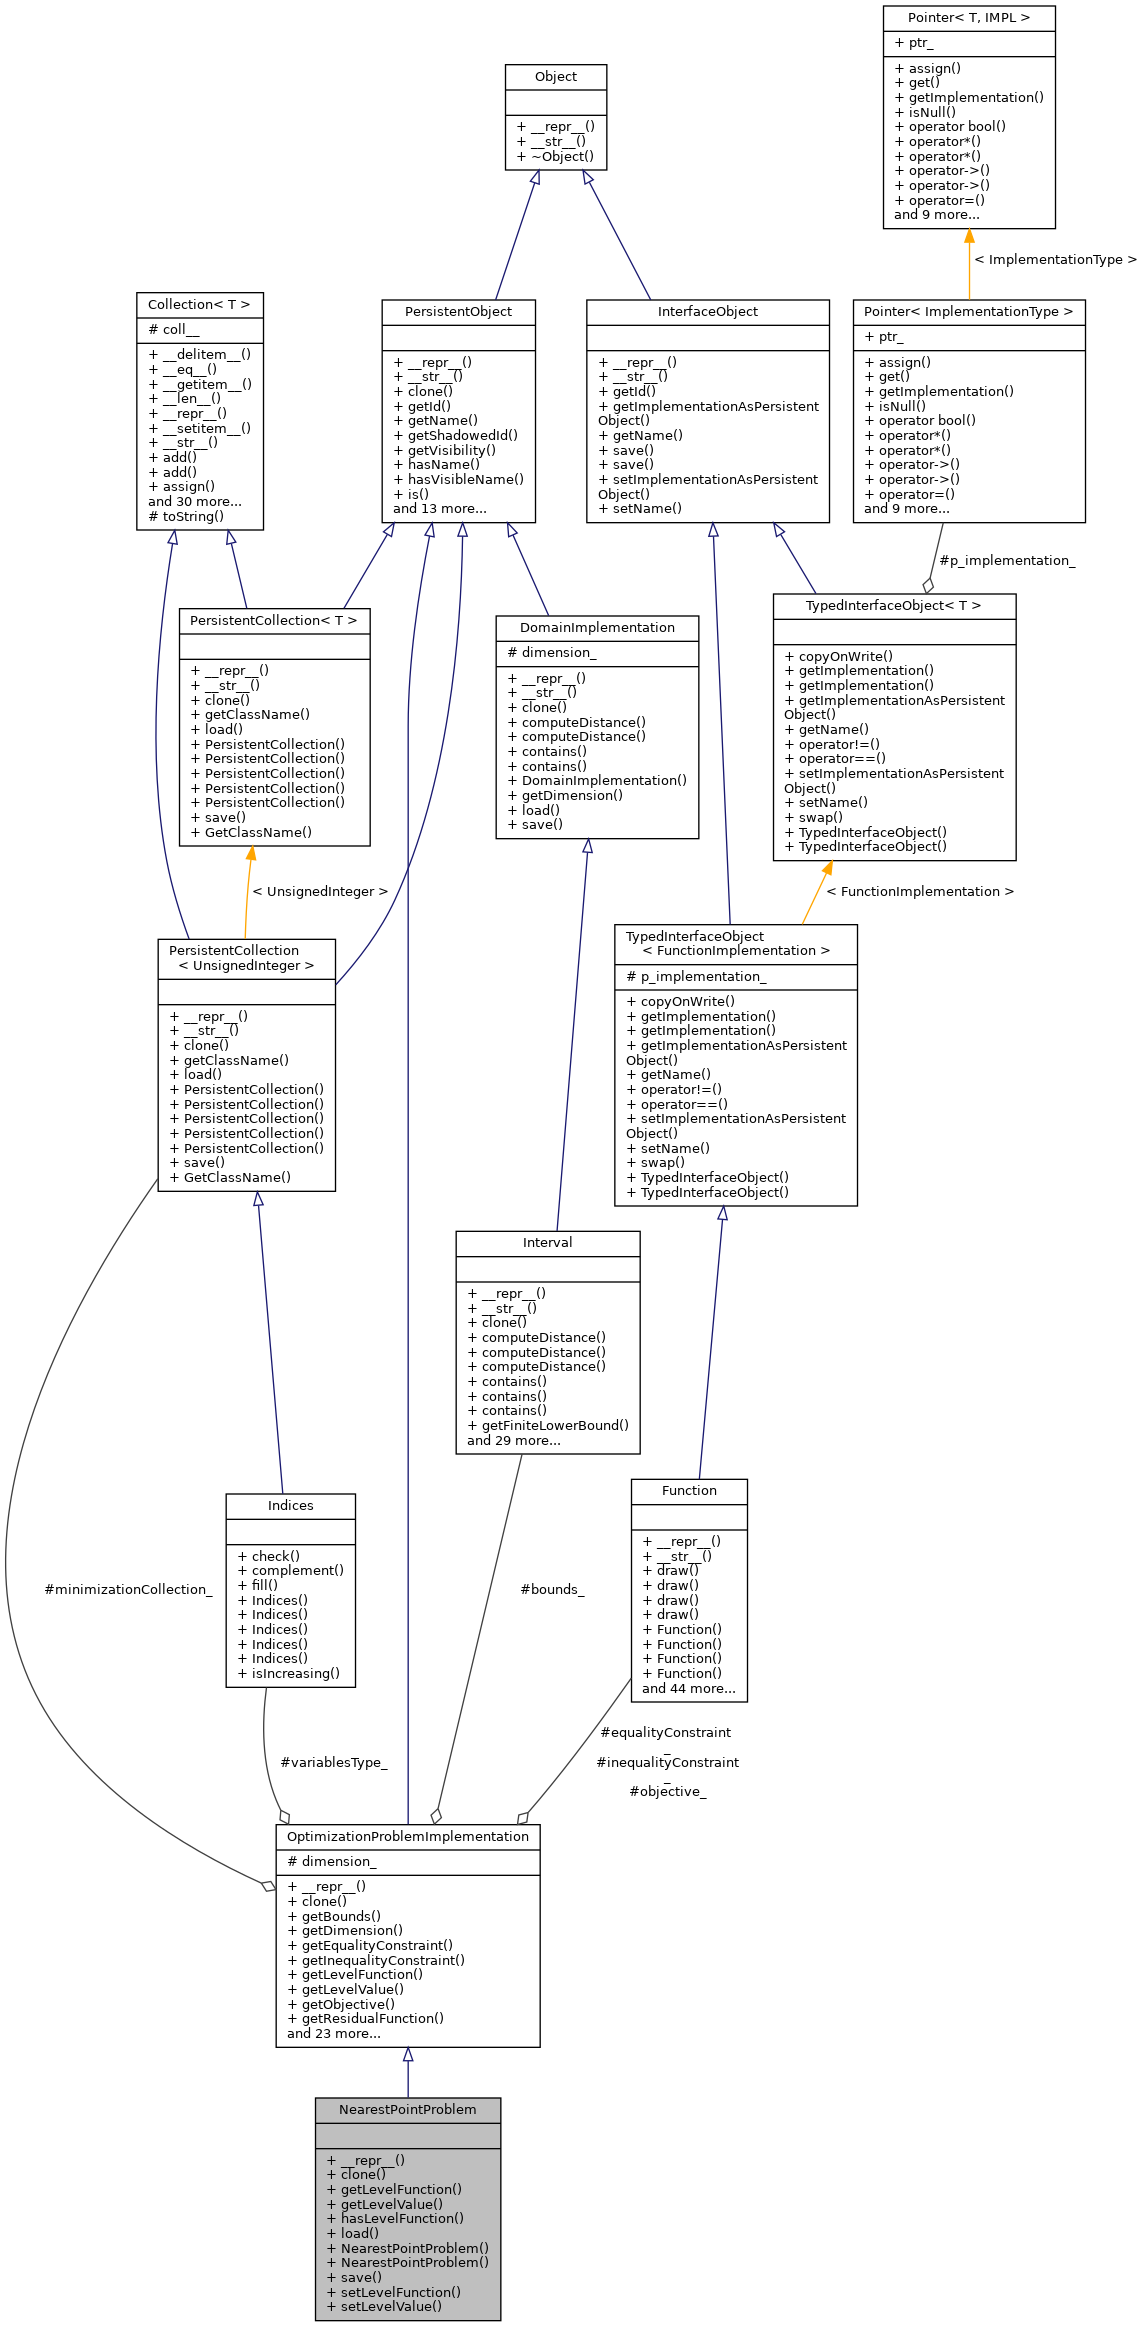 Pointer< T, IMPL >
+ ptr_
+ assign()
+ get()
+ getImplementation()
+ isNull()
+ operator bool()
+ operator*()
+ operator*()
+ operator->()
+ operator->()
+ operator=()
and 9 more...
Object
+ __repr__()
+ __str__()
+ ~Object()
< ImplementationType >
Collection< T >
# coll__
+ __delitem__()
+ __eq__()
+ __getitem__()
+ __len__()
+ __repr__()
+ __setitem__()
+ __str__()
+ add()
+ add()
+ assign()
and 30 more...
# toString()
PersistentObject
+ __repr__()
+ __str__()
+ clone()
+ getId()
+ getName()
+ getShadowedId()
+ getVisibility()
+ hasName()
+ hasVisibleName()
+ is()
and 13 more...
InterfaceObject
+ __repr__()
+ __str__()
+ getId()
+ getImplementationAsPersistent
Object()
+ getName()
+ save()
+ save()
+ setImplementationAsPersistent
Object()
+ setName()
Pointer< ImplementationType >
+ ptr_
+ assign()
+ get()
+ getImplementation()
+ isNull()
+ operator bool()
+ operator*()
+ operator*()
+ operator->()
+ operator->()
+ operator=()
and 9 more...
#p_implementation_
PersistentCollection< T >
+ __repr__()
+ __str__()
+ clone()
+ getClassName()
+ load()
+ PersistentCollection()
+ PersistentCollection()
+ PersistentCollection()
+ PersistentCollection()
+ PersistentCollection()
+ save()
+ GetClassName()
DomainImplementation
# dimension_
+ __repr__()
+ __str__()
+ clone()
+ computeDistance()
+ computeDistance()
+ contains()
+ contains()
+ DomainImplementation()
+ getDimension()
+ load()
+ save()
TypedInterfaceObject< T >
+ copyOnWrite()
+ getImplementation()
+ getImplementation()
+ getImplementationAsPersistent
Object()
+ getName()
+ operator!=()
+ operator==()
+ setImplementationAsPersistent
Object()
+ setName()
+ swap()
+ TypedInterfaceObject()
+ TypedInterfaceObject()
< UnsignedInteger >
< FunctionImplementation >
PersistentCollection
< UnsignedInteger >
+ __repr__()
+ __str__()
+ clone()
+ getClassName()
+ load()
+ PersistentCollection()
+ PersistentCollection()
+ PersistentCollection()
+ PersistentCollection()
+ PersistentCollection()
+ save()
+ GetClassName()
TypedInterfaceObject
< FunctionImplementation >
# p_implementation_
+ copyOnWrite()
+ getImplementation()
+ getImplementation()
+ getImplementationAsPersistent
Object()
+ getName()
+ operator!=()
+ operator==()
+ setImplementationAsPersistent
Object()
+ setName()
+ swap()
+ TypedInterfaceObject()
+ TypedInterfaceObject()
Interval
+ __repr__()
+ __str__()
+ clone()
+ computeDistance()
+ computeDistance()
+ computeDistance()
+ contains()
+ contains()
+ contains()
+ getFiniteLowerBound()
and 29 more...
Indices
+ check()
+ complement()
+ fill()
+ Indices()
+ Indices()
+ Indices()
+ Indices()
+ Indices()
+ isIncreasing()
Function
+ __repr__()
+ __str__()
+ draw()
+ draw()
+ draw()
+ draw()
+ Function()
+ Function()
+ Function()
+ Function()
and 44 more...
#minimizationCollection_
#bounds_
#variablesType_
#equalityConstraint
_
#inequalityConstraint
_
#objective_
OptimizationProblemImplementation
# dimension_
+ __repr__()
+ clone()
+ getBounds()
+ getDimension()
+ getEqualityConstraint()
+ getInequalityConstraint()
+ getLevelFunction()
+ getLevelValue()
+ getObjective()
+ getResidualFunction()
and 23 more...
NearestPointProblem
+ __repr__()
+ clone()
+ getLevelFunction()
+ getLevelValue()
+ hasLevelFunction()
+ load()
+ NearestPointProblem()
+ NearestPointProblem()
+ save()
+ setLevelFunction()
+ setLevelValue()